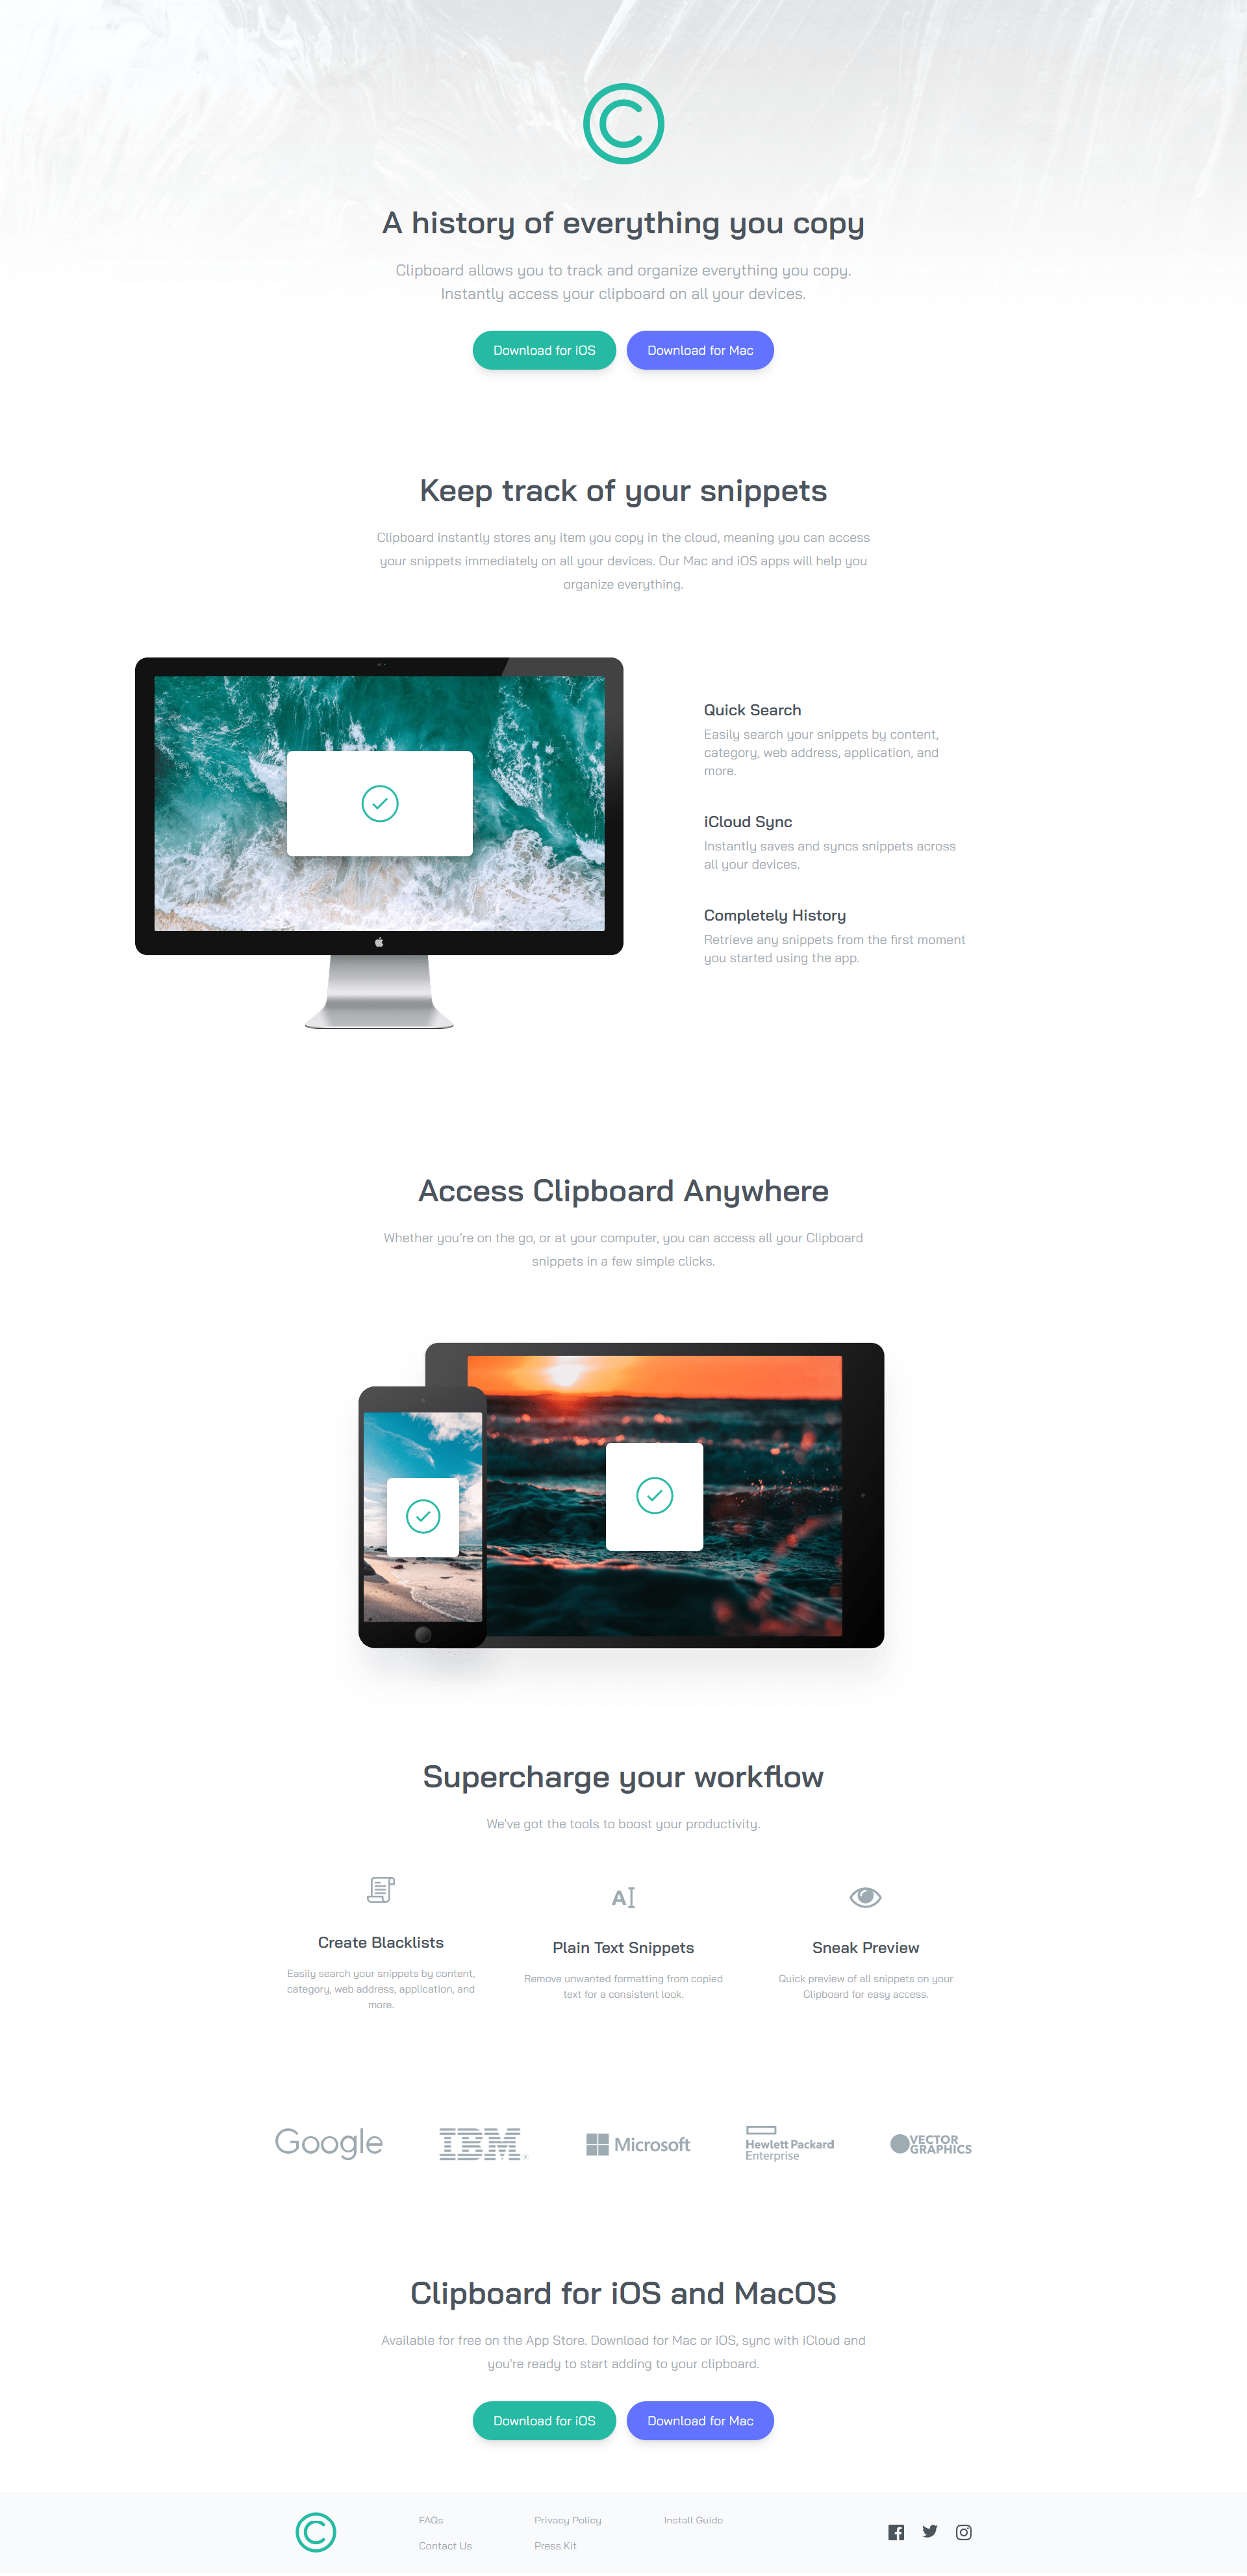 A history of everything you copy
Clipboard allows you to track and organize everything you copy.
Instantly access your clipboard on all your devices.
Download for iOS
Download for Mac
Keep track of your snippets
Clipboard instantly stores any item you copy in the cloud, meaning you can access
your snippets immediately on all your devices. Our Mac and iOS apps will help you
organize everything.
Quick Search
Easily search your snippets by content,
category, web address, application, and
more.
iCloud Sync
Instantly saves and syncs snippets across
all your devices.
Completely History
Retrieve any snippets from the first moment
you started using the app.
Access Clipboard Anywhere
Whether you're on the go, or at your computer, you can access all your Clipboard
snippets in a few simple clicks.
Supercharge your workflow
We've got the tools to boost your productivity.
Create Blacklists
Easily search your snippets by content,
category, web address, application, and
more.
Plain Text Snippets
Remove unwanted formatting from copied
text for a consistent look.
Sneak Preview
Quick preview of all snippets on your
Clipboard for easy access.
Google
IBM
Microsoft
Hewlett Packard
Enterprise
VECTOR
GRAPHICS
Clipboard for iOS and MacOS
Available for free on the App Store. Download for Mac or iOS, sync with iCloud and
you're ready to start adding to your clipboard.
Download for iOS
Download for Mac
FAQs
Contact Us
Privacy Policy
Press Kit
Install Guide